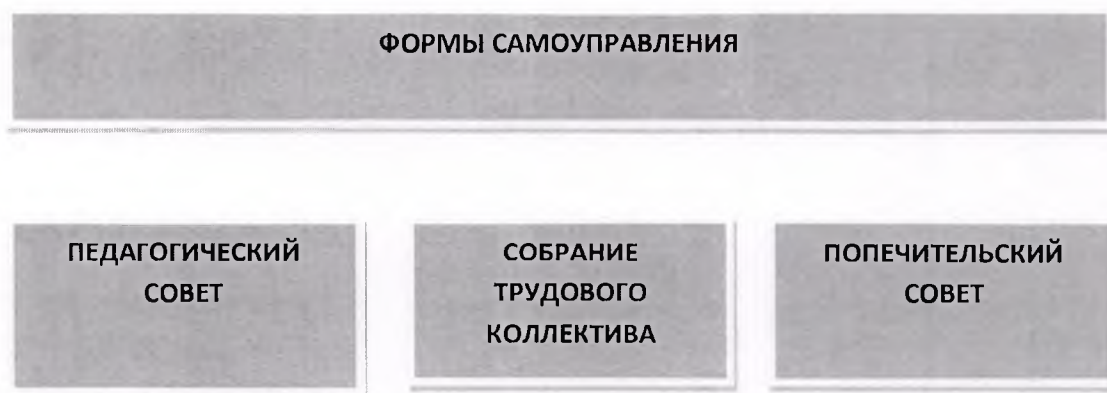 ФОРМЫ САМОУПРАВЛЕНИЯ
ПЕДАГОГИЧЕСКИЙ
СОВЕТ
СОБРАНИЕ
ТРУДОВОГО
КОЛЛЕКТИВА
ПОПЕЧИТЕЛЬСКИЙ
СОВЕТ